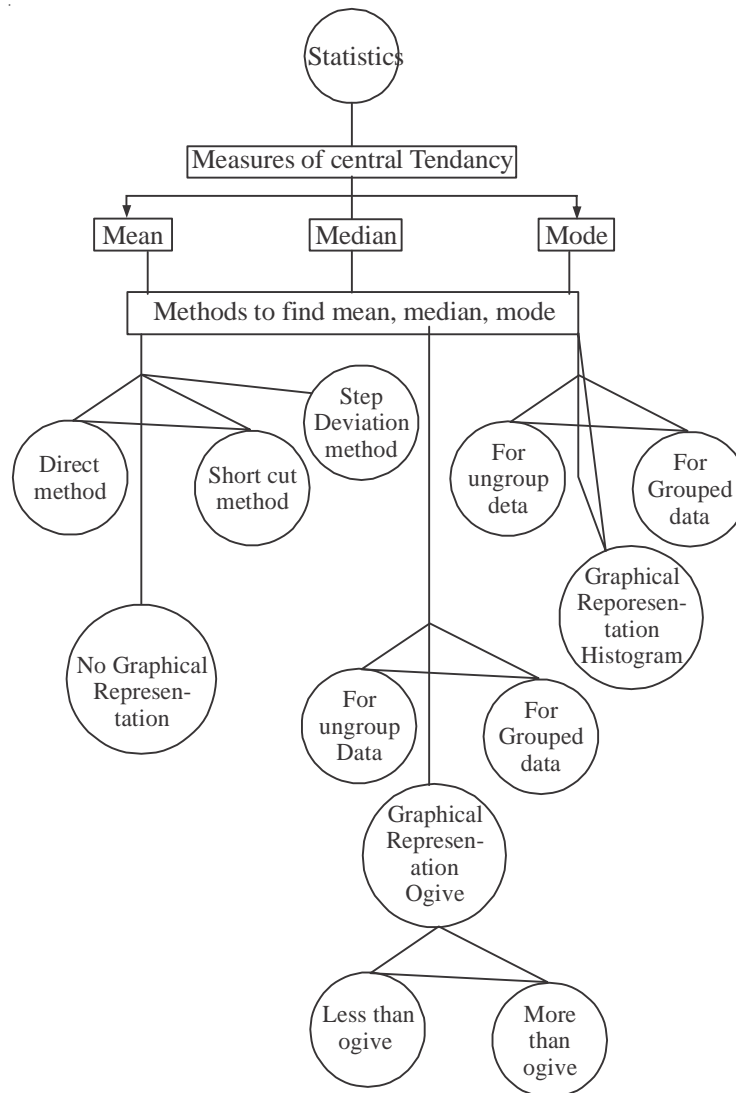 Statistics
Measures of central Tendancy
Mean
Median
Mode
Methods to find mean, median, mode
Step
Deviation
method
Direct
method
Short cut
method
For
ungroup
deta
For
Grouped
data
Graphical
Reporesen-
tation
Histogram
No Graphical
Represen-
tation
For
ungroup
Data
For
Grouped
data
Graphical
Represen-
ation
Ogive
Less than
ogive
More
than
ogive